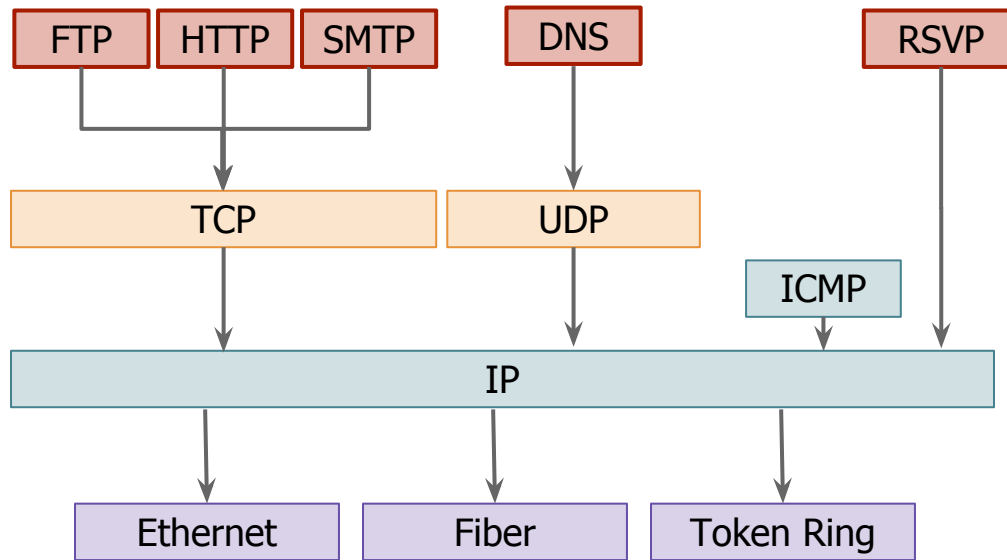 FTP
HTTP
SMTP
DNS
RSVP
TCP
UDP
ICMP
IP
Ethernet
Fiber
Token Ring